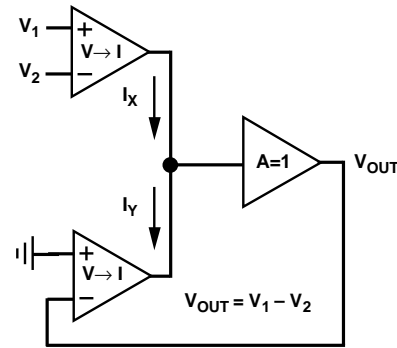 V1
+
V→I
V2
−
IX
A=1
VOUT
IY
+
V→I
−
VOUT = V1 − V2